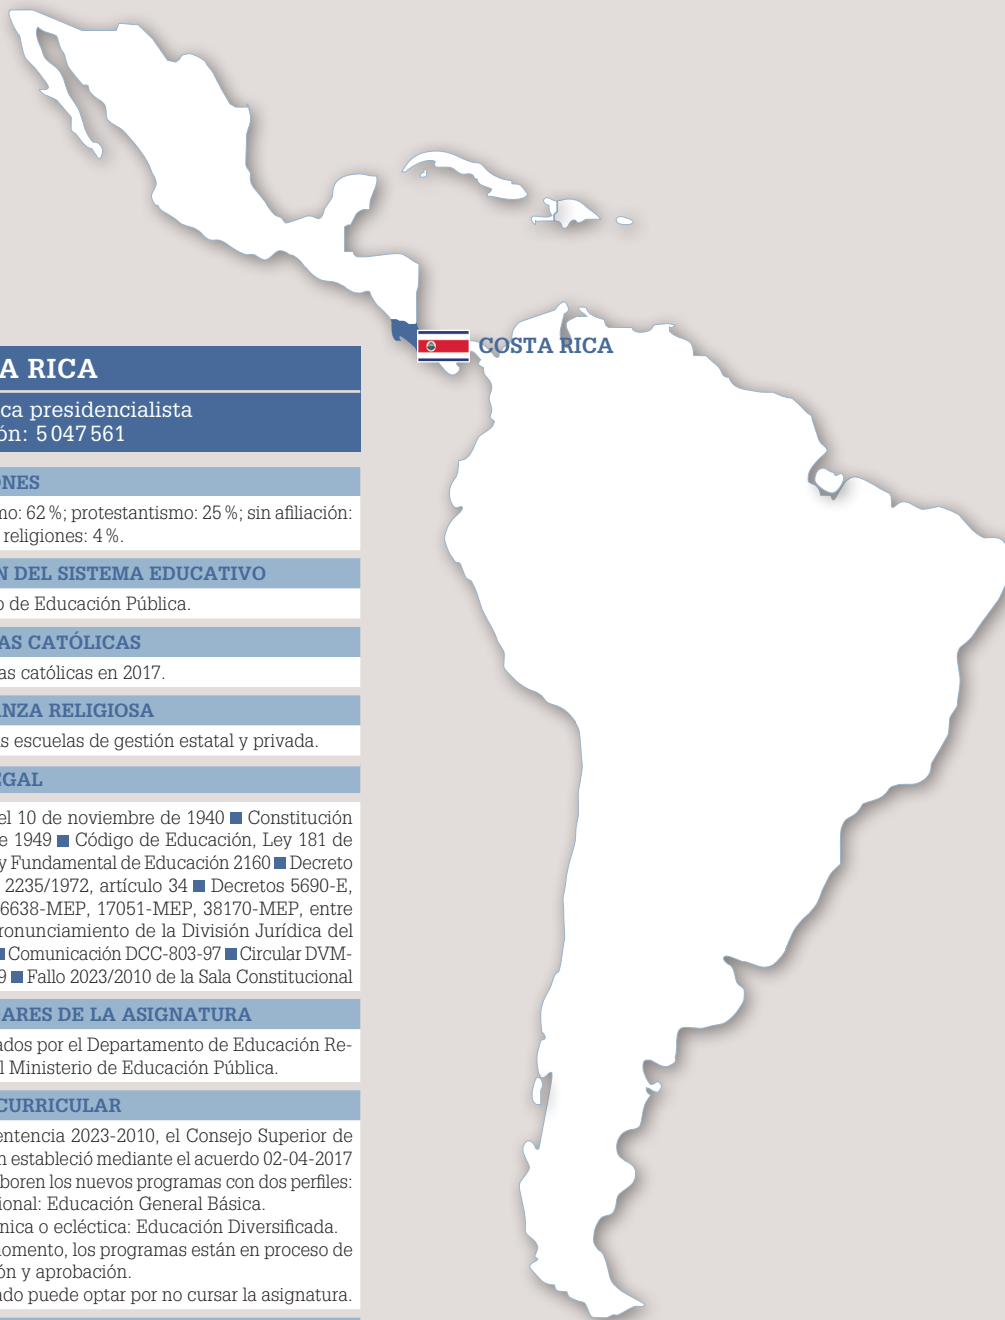 COSTA RICA
A RICA
ca presidencialista
ón: 5 047 561
ONES
mo: 62 %; protestantismo: 25 %; sin afiliación:
religiones: 4 %.
N DEL SISTEMA EDUCATIVO
o de Educación Pública.
AS CATÓLICAS
as católicas en 2017.
NZA RELIGIOSA
s escuelas de gestión estatal y privada.
EGAL
el 10 de noviembre de 1940 ■ Constitución
e 1949 ■ Código de Educación, Ley 181 de
y Fundamental de Educación 2160 ■ Decreto
2235/1972, artículo 34 ■ Decretos 5690-E,
6638-MEP, 17051-MEP, 38170-MEP, entre
ronunciamiento de la División Jurídica del
■ Comunicación DCC-803-97 ■ Circular DVM-
9 ■ Fallo 2023/2010 de la Sala Constitucional
ARES DE LA ASIGNATURA
ados por el Departamento de Educación Re-
l Ministerio de Educación Pública.
CURRICULAR
entencia 2023-2010, el Consejo Superior de
n estableció mediante el acuerdo 02-04-2017
boren los nuevos programas con dos perfiles:
ional: Educación General Básica.
nica o ecléctica: Educación Diversificada.
omento, los programas están en proceso de
ón y aprobación.
ado puede optar por no cursar la asignatura.